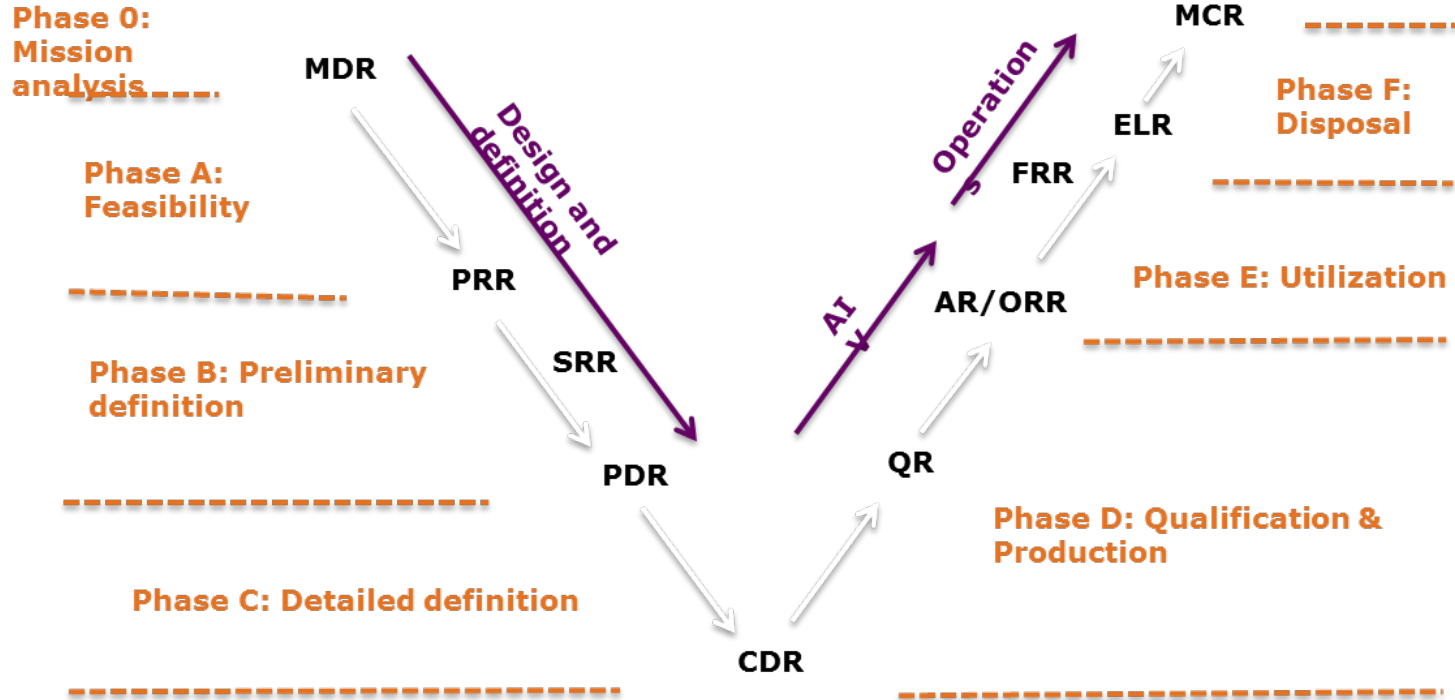 Phase 0:
Mission
analysis
MDR
Design and
definition
Phase A:
Feasibility
PRR
SRR
Phase B: Preliminary
definition
PDR
Phase C: Detailed definition
CDR
MCR
Operation
s
Phase F:
Disposal
ELR
FRR
Phase E: Utilization
AR/ORR
AI
V
QR
Phase D: Qualification &
Production